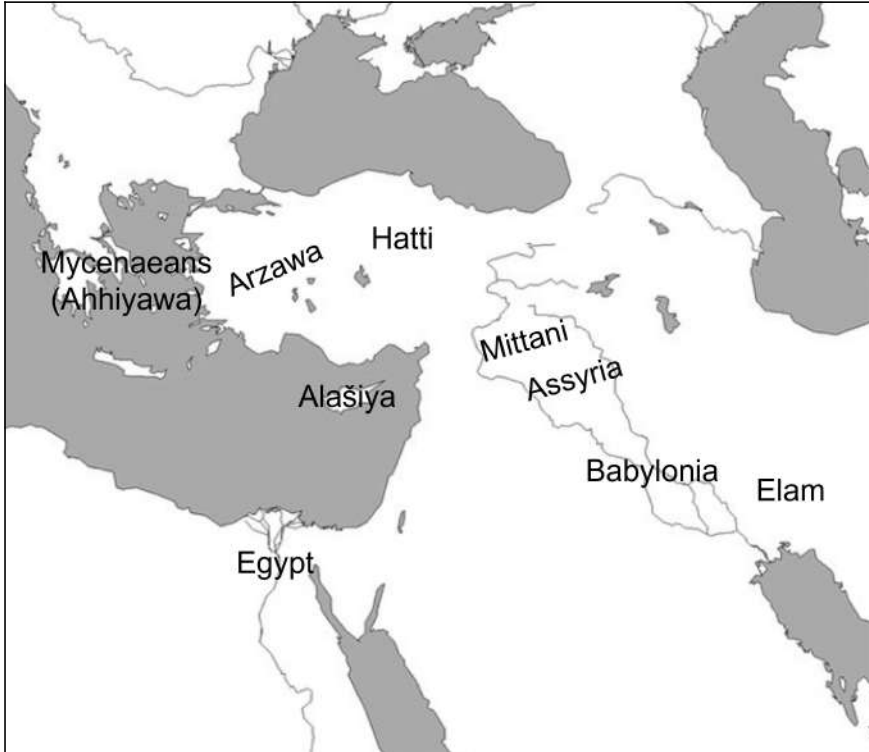 Hatti
Arzawa
Mycenaeans
(Ahhiyawa)
Mittani
Assyria
Alašiya
Babylonia
Elam
Egypt